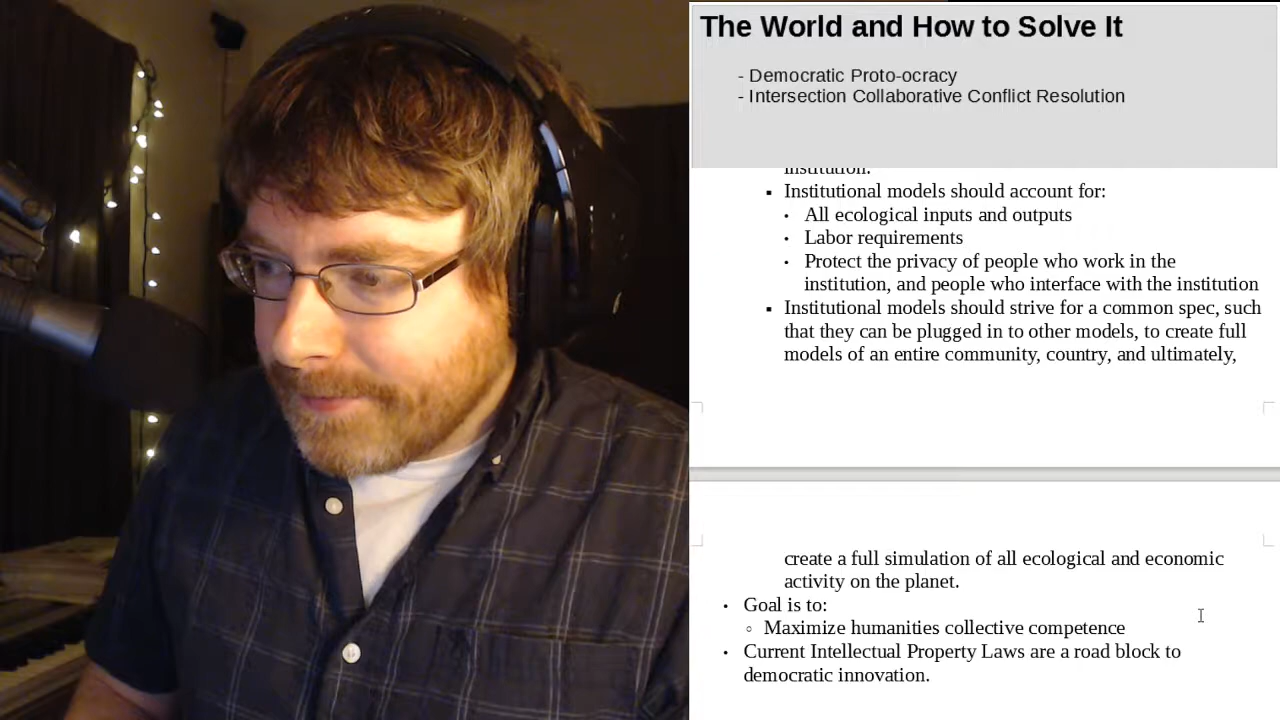 The World and How to Solve It
- Democratic Proto-ocracy
- Intersection Collaborative Conflict Resolution
institution.
▪ Institutional models should account for:
• All ecological inputs and outputs
• Labor requirements
• Protect the privacy of people who work in the
institution, and people who interface with the institution
▪ Institutional models should strive for a common spec, such
that they can be plugged in to other models, to create full
models of an entire community, country, and ultimately,
create a full simulation of all ecological and economic
activity on the planet.
• Goal is to:
◦ Maximize humanities collective competence
• Current Intellectual Property Laws are a road block to
democratic innovation.